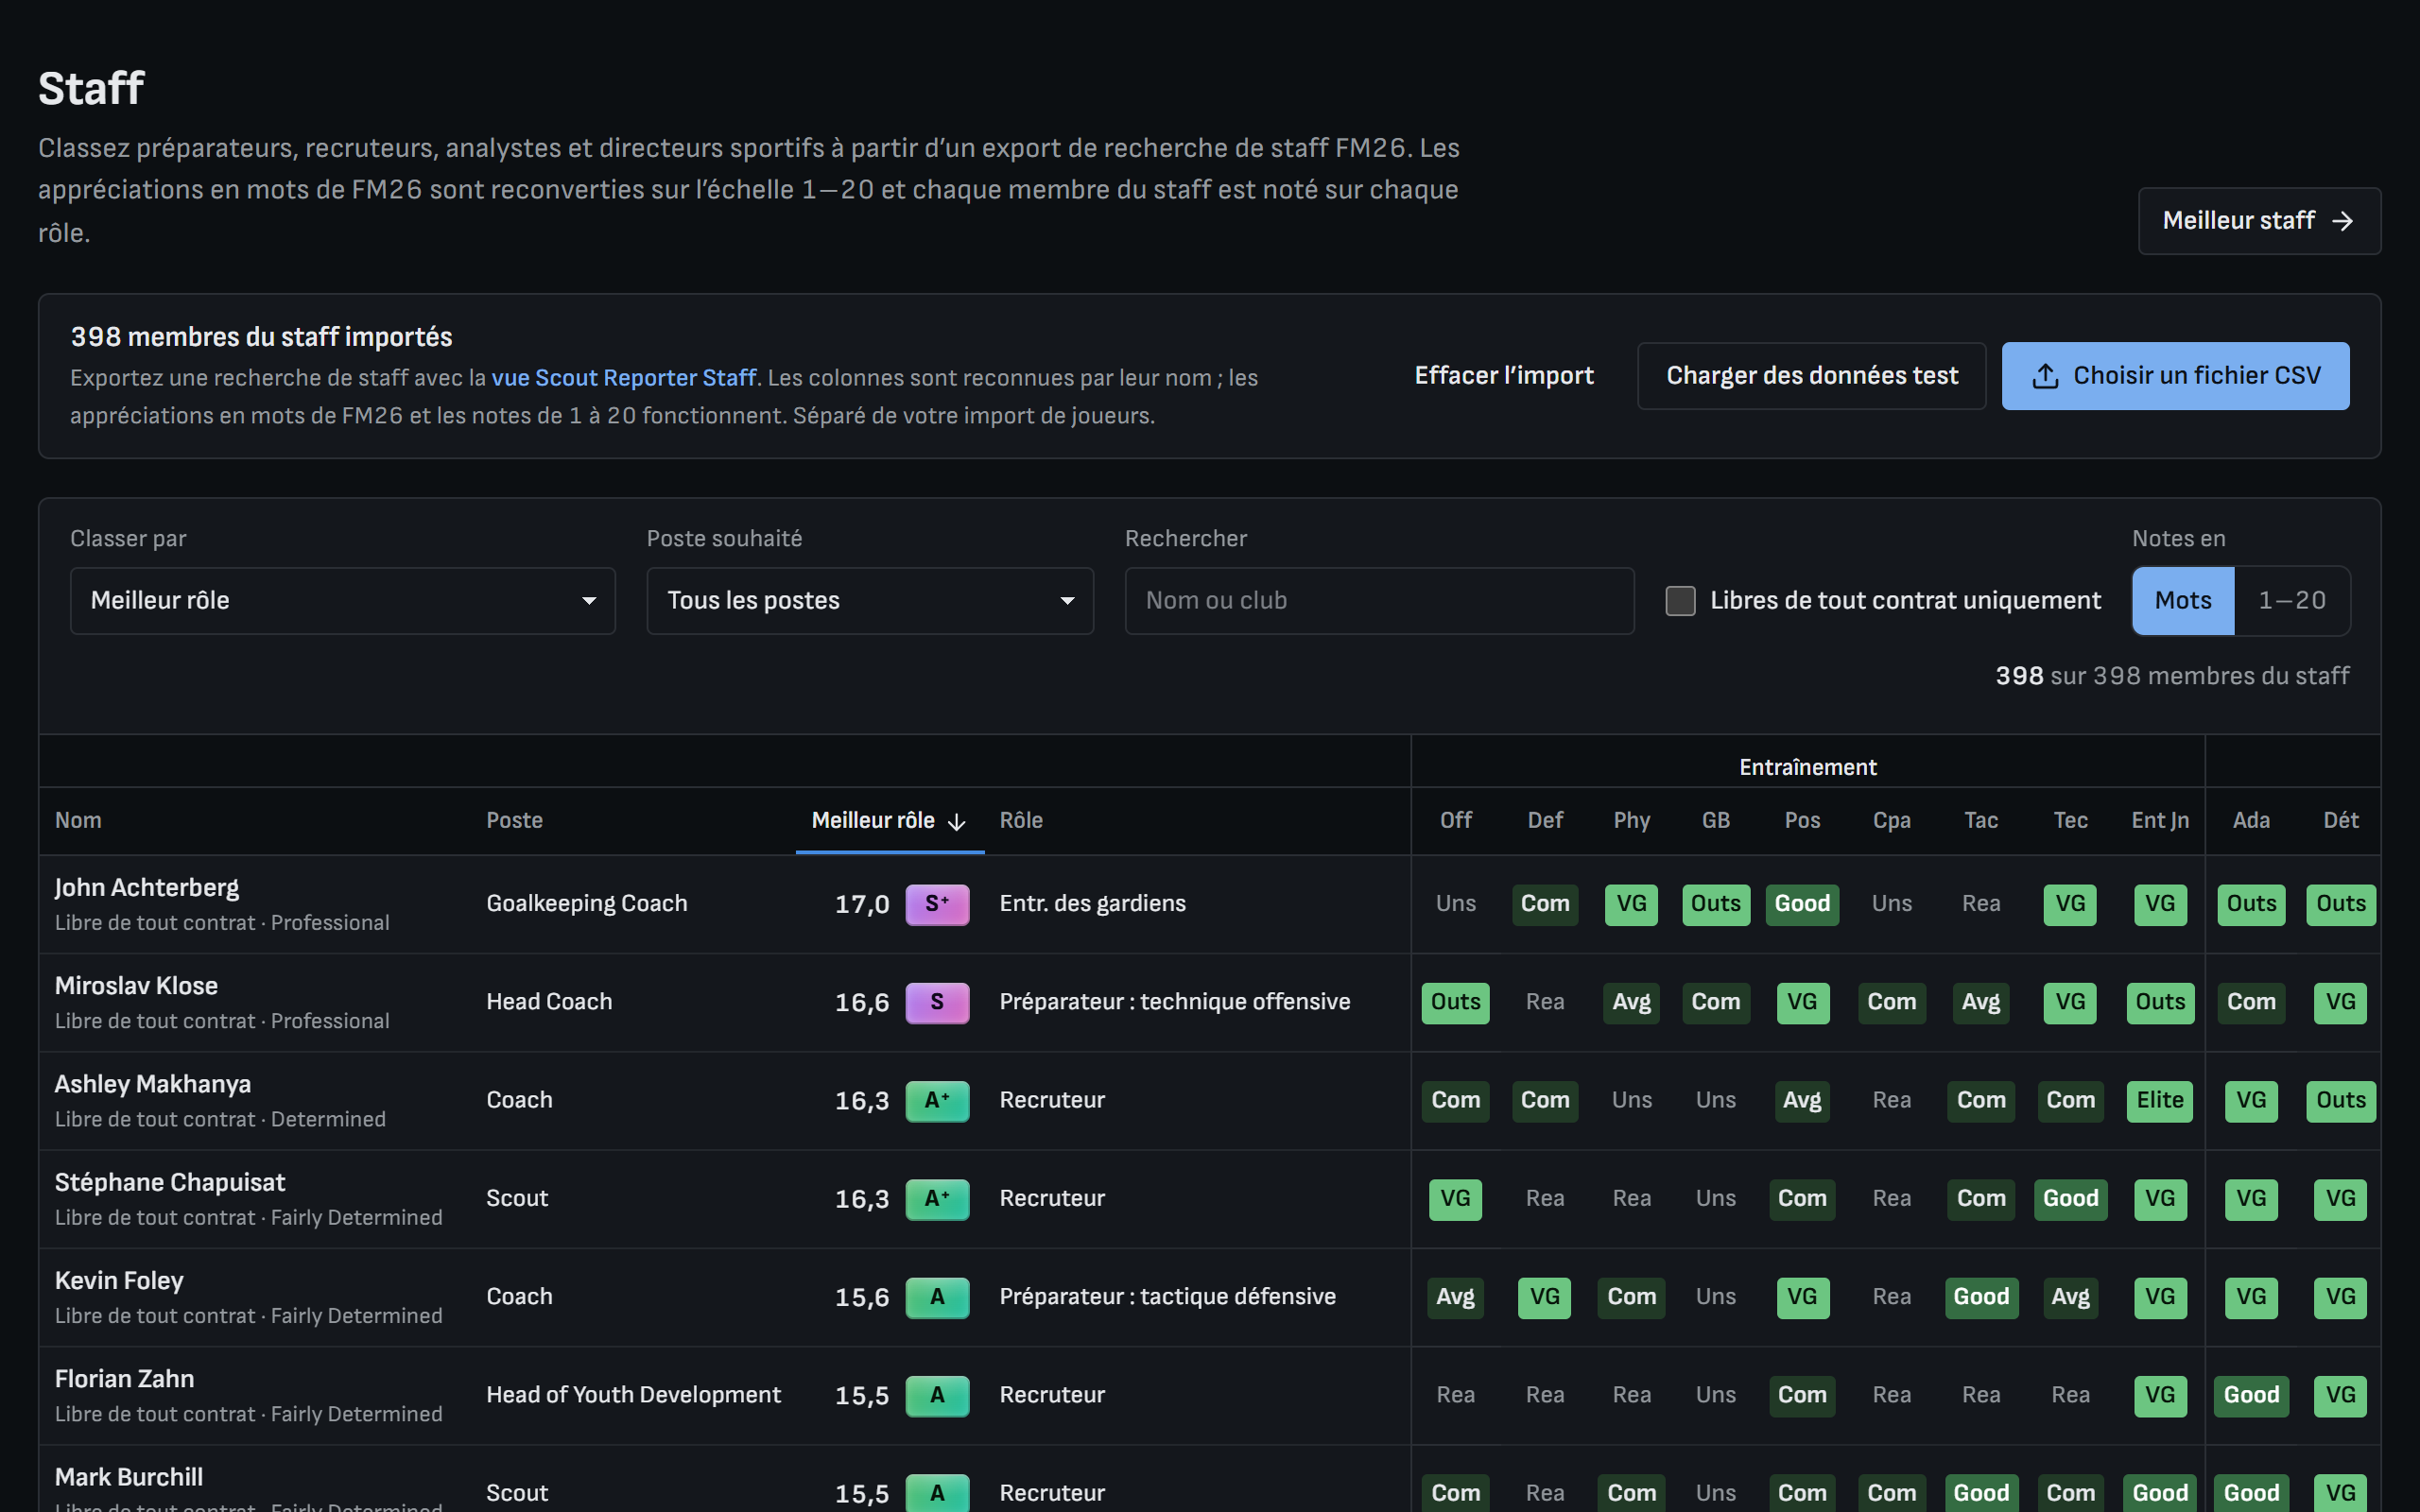 Staff
Classez préparateurs, recruteurs, analystes et directeurs sportifs à partir d’un export de recherche de staff FM26. Les
appréciations en mots de FM26 sont reconverties sur l’échelle 1–20 et chaque membre du staff est noté sur chaque
rôle.
Meilleur staff →
398 membres du staff importés
Exportez une recherche de staff avec la vue Scout Reporter Staff. Les colonnes sont reconnues par leur nom ; les
appréciations en mots de FM26 et les notes de 1 à 20 fonctionnent. Séparé de votre import de joueurs.
Effacer l’import
Charger des données test
Choisir un fichier CSV
Classer par
Poste souhaité
Rechercher
Notes en
Meilleur rôle
Tous les postes
Nom ou club
Libres de tout contrat uniquement
Mots
1–20
398 sur 398 membres du staff
Entraînement
Nom Poste Meilleur rôle ↓ Rôle Off Def Phy GB Pos Cpa Tac Tec Ent Jn Ada Dét
John Achterberg
Libre de tout contrat · Professional
Goalkeeping Coach 17,0 S+ Entr. des gardiens Uns Com VG Outs Good Uns Rea VG VG Outs Outs
Miroslav Klose
Libre de tout contrat · Professional
Head Coach 16,6 S Préparateur : technique offensive Outs Rea Avg Com VG Com Avg VG Outs Com VG
Ashley Makhanya
Libre de tout contrat · Determined
Coach 16,3 A+ Recruteur Com Com Uns Uns Avg Rea Com Com Elite VG Outs
Stéphane Chapuisat
Libre de tout contrat · Fairly Determined
Scout 16,3 A+ Recruteur VG Rea Rea Uns Com Rea Com Good VG VG VG
Kevin Foley
Libre de tout contrat · Fairly Determined
Coach 15,6 A Préparateur : tactique défensive Avg VG Com Uns VG Rea Good Avg VG VG VG
Florian Zahn
Libre de tout contrat · Fairly Determined
Head of Youth Development 15,5 A Recruteur Rea Rea Rea Uns Com Rea Rea Rea VG Good VG
Mark Burchill
Libre de tout contrat · Fairly Determined
Scout 15,5 A Recruteur Com Rea Com Uns Com Com Good Com Good Good VG